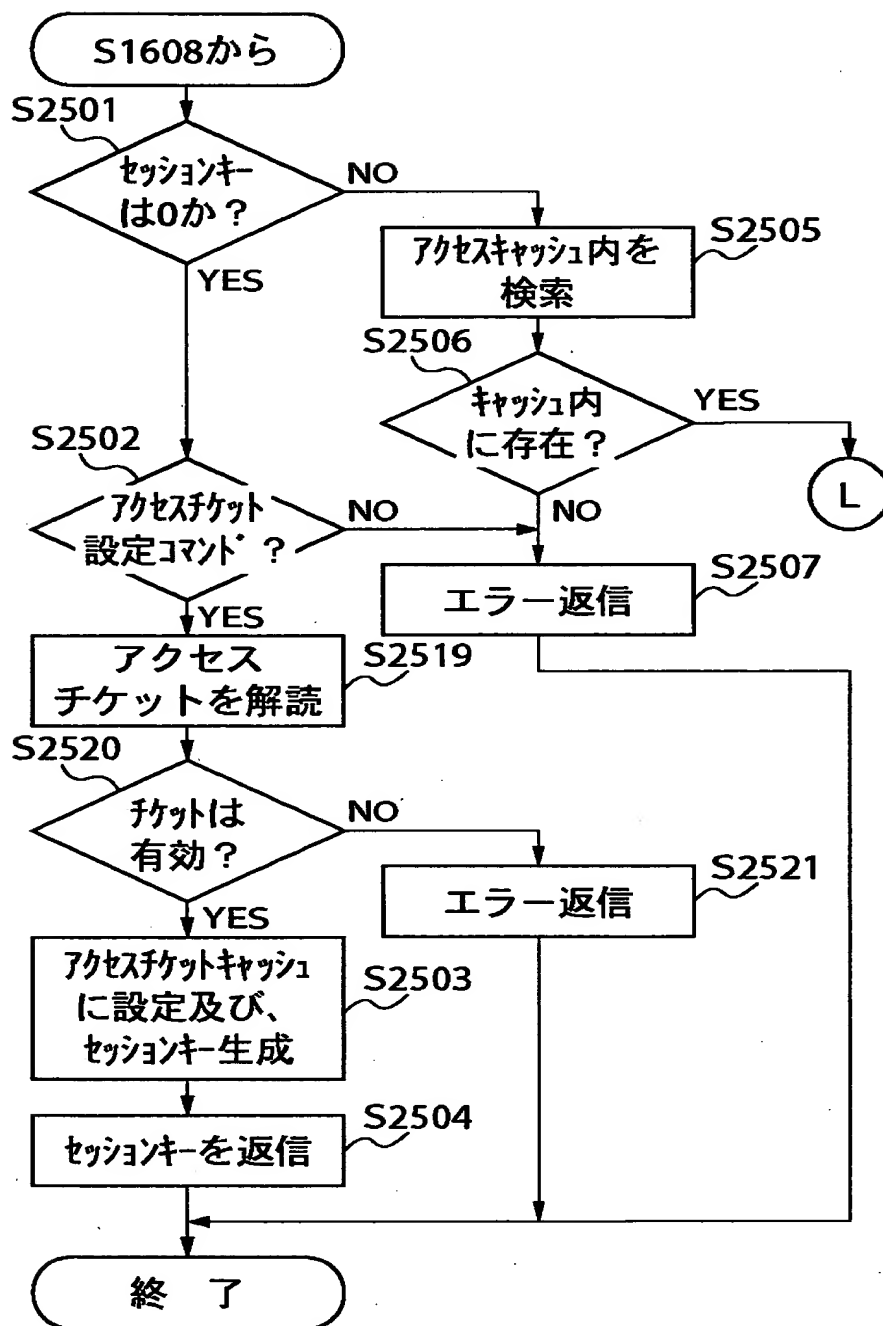 S1608から
S2501
ｾｯｼｮﾝｷｰ
は0か？
NO
YES
S2505
ｱｸｾｽｷｬｯｼｭ内を
検索
S2506
ｷｬｯｼｭ内
に存在？
YES
L
NO
S2502
ｱｸｾｽﾁｹｯﾄ
設定ｺﾏﾝﾄﾞ？
NO
YES
S2507
エラー返信
アクセス
チケットを解読
S2519
S2520
ﾁｹｯﾄは
有効？
NO
YES
S2521
エラー返信
ｱｸｾｽﾁｹｯﾄｷｬｯｼｭ
に設定及び、
ｾｯｼｮﾝｷｰ生成
S2503
ｾｯｼｮﾝｷｰを返信
S2504
終　了